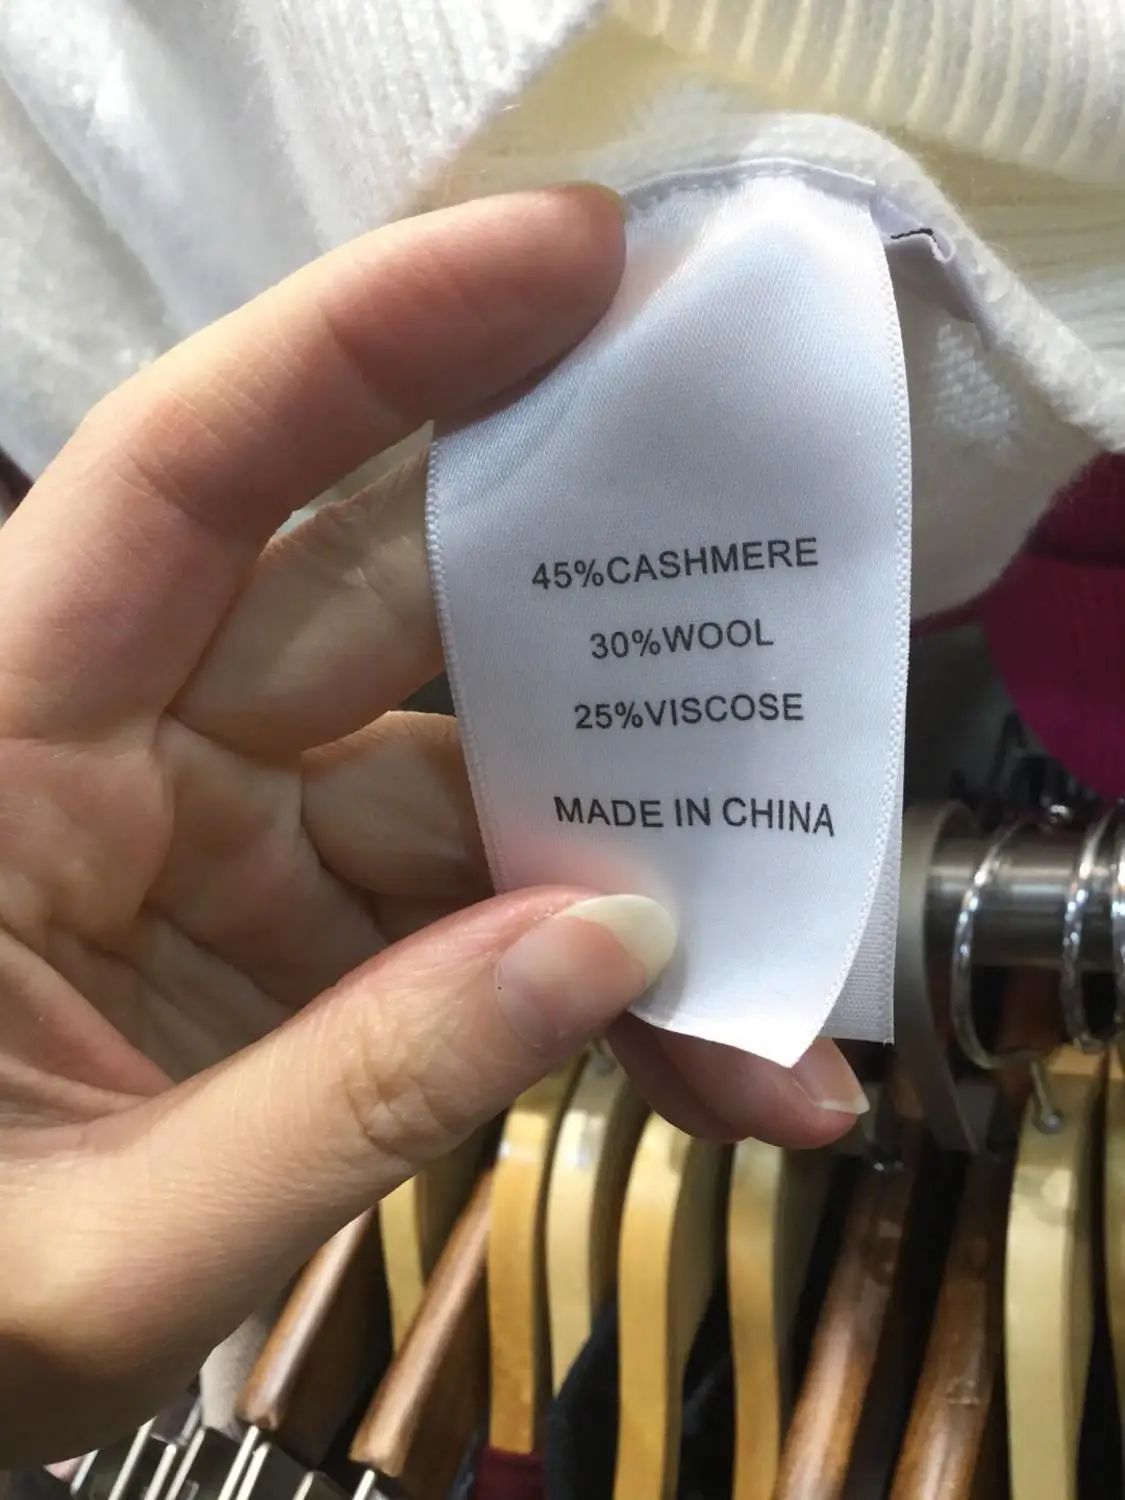 45%CASHMERE
30%WOOL
25%VISCOSE
MADE IN CHINA